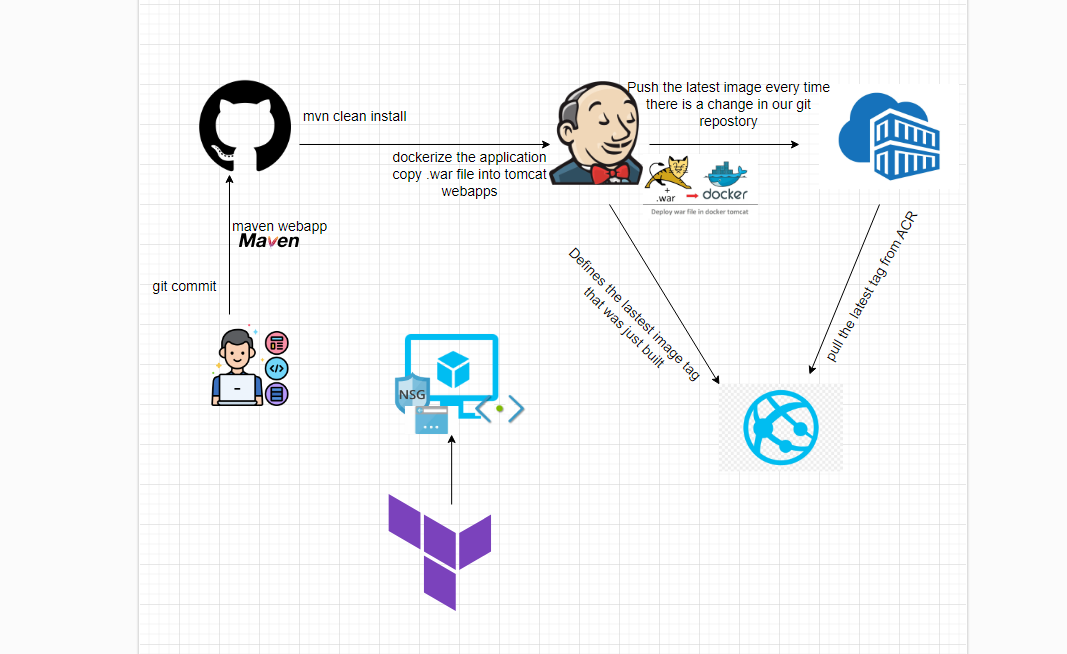 Push the latest image every time
there is a change in our git
repostory
mvn clean install
dockerize the application
copy .war file into tomcat
webapps
+
.war
docker
Deploy war file in docker tomcat
maven webapp
Maven
git commit
Defines the lastest image tag
that was just built
pull the latest tag from ACR
NSG